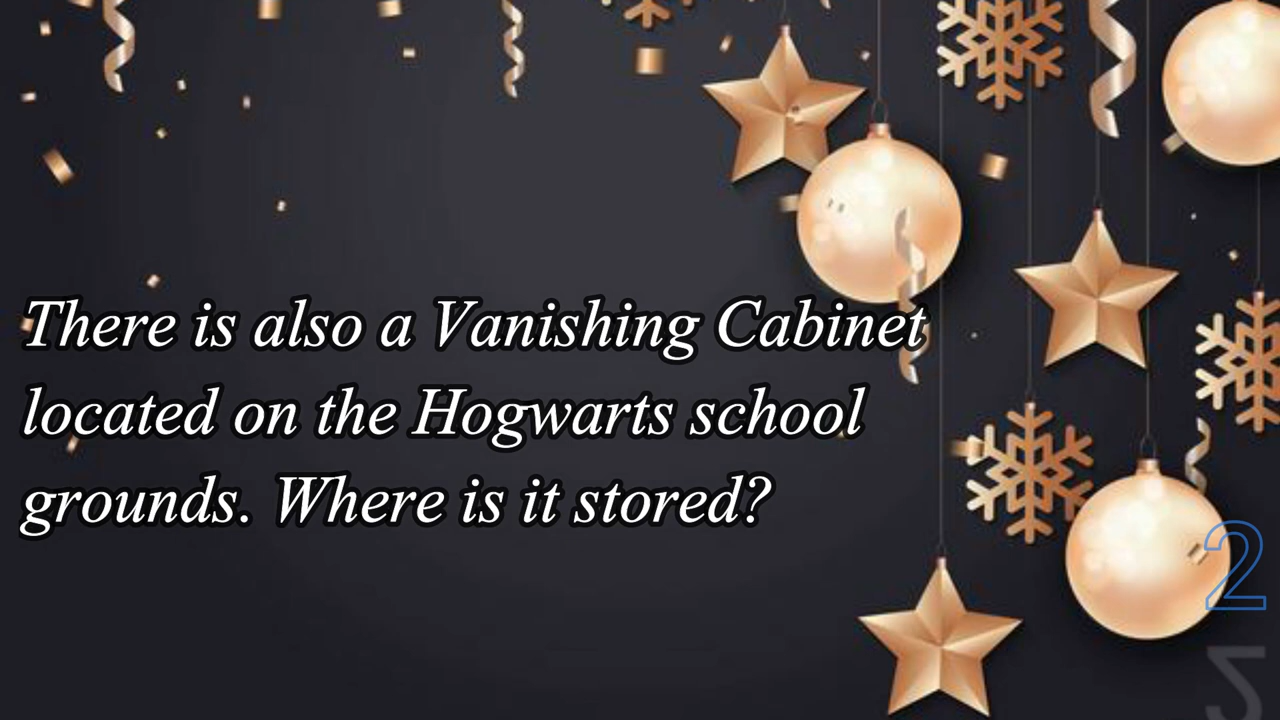 There is also a Vanishing Cabinet
located on the Hogwarts school
grounds. Where is it stored?
2